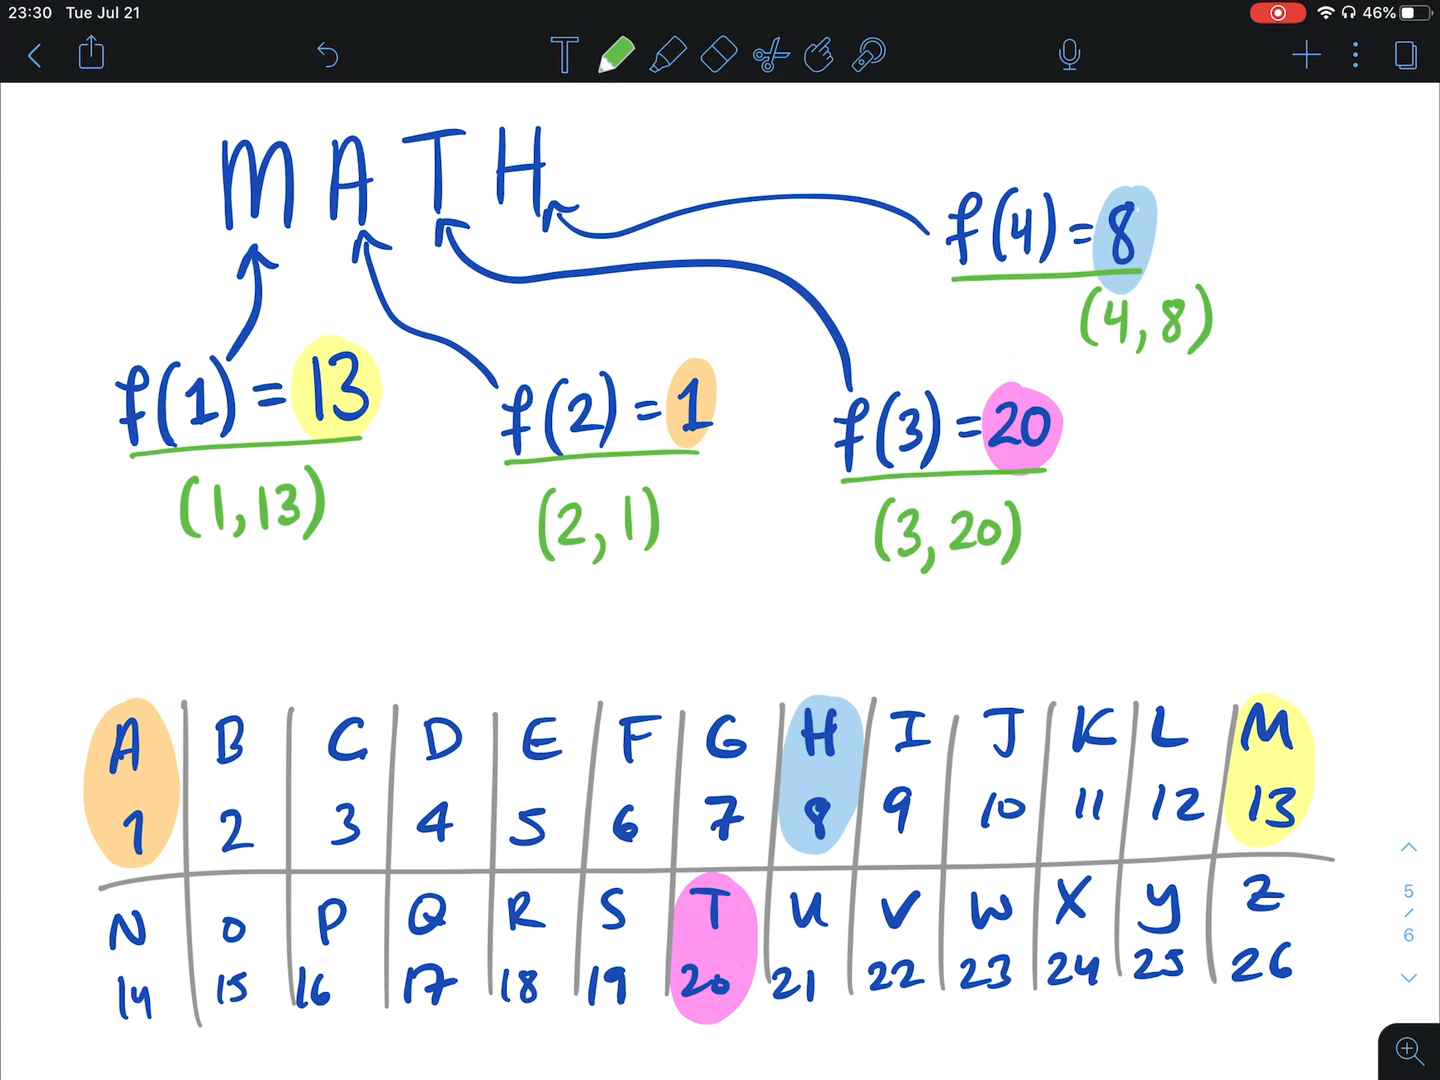 23:30 Tue Jul 21 46%
T
M A T H
f(4) = 8
(4, 8)
f(1) = 13
f(2) = 1
f(3) = 20
(1, 13)
(2, 1)
(3, 20)
A B C D E F G H I J K L M
1 2 3 4 5 6 7 8 9 10 11 12 13
N O P Q R S T U V W X Y Z
14 15 16 17 18 19 20 21 22 23 24 25 26
5
/
6